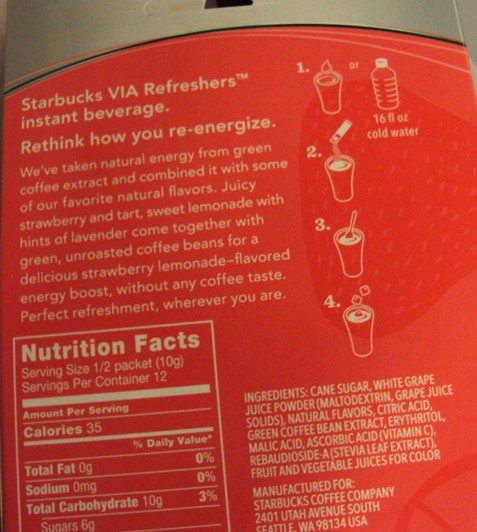 Starbucks VIA Refreshers™
instant beverage.
Rethink how you re-energize.
We've taken natural energy from green
coffee extract and combined it with some
of our favorite natural flavors. Juicy
strawberry and tart, sweet lemonade with
hints of lavender come together with
green, unroasted coffee beans for a
delicious strawberry lemonade–flavored
energy boost, without any coffee taste.
Perfect refreshment, wherever you are.
1.
or
16 fl oz
cold water
2.
3.
4.
Nutrition Facts
Serving Size 1/2 packet (10g)
Servings Per Container 12
Amount Per Serving
Calories 35
% Daily Value*
Total Fat 0g 0%
Sodium 0mg 0%
Total Carbohydrate 10g 3%
Sugars 6g
INGREDIENTS: CANE SUGAR, WHITE GRAPE
JUICE POWDER (MALTODEXTRIN, GRAPE JUICE
SOLIDS), NATURAL FLAVORS, CITRIC ACID,
GREEN COFFEE BEAN EXTRACT, ERYTHRITOL,
MALIC ACID, ASCORBIC ACID (VITAMIN C),
REBAUDIOSIDE-A (STEVIA LEAF EXTRACT),
FRUIT AND VEGETABLE JUICES FOR COLOR
MANUFACTURED FOR:
STARBUCKS COFFEE COMPANY
2401 UTAH AVENUE SOUTH
SEATTLE, WA 98134 USA